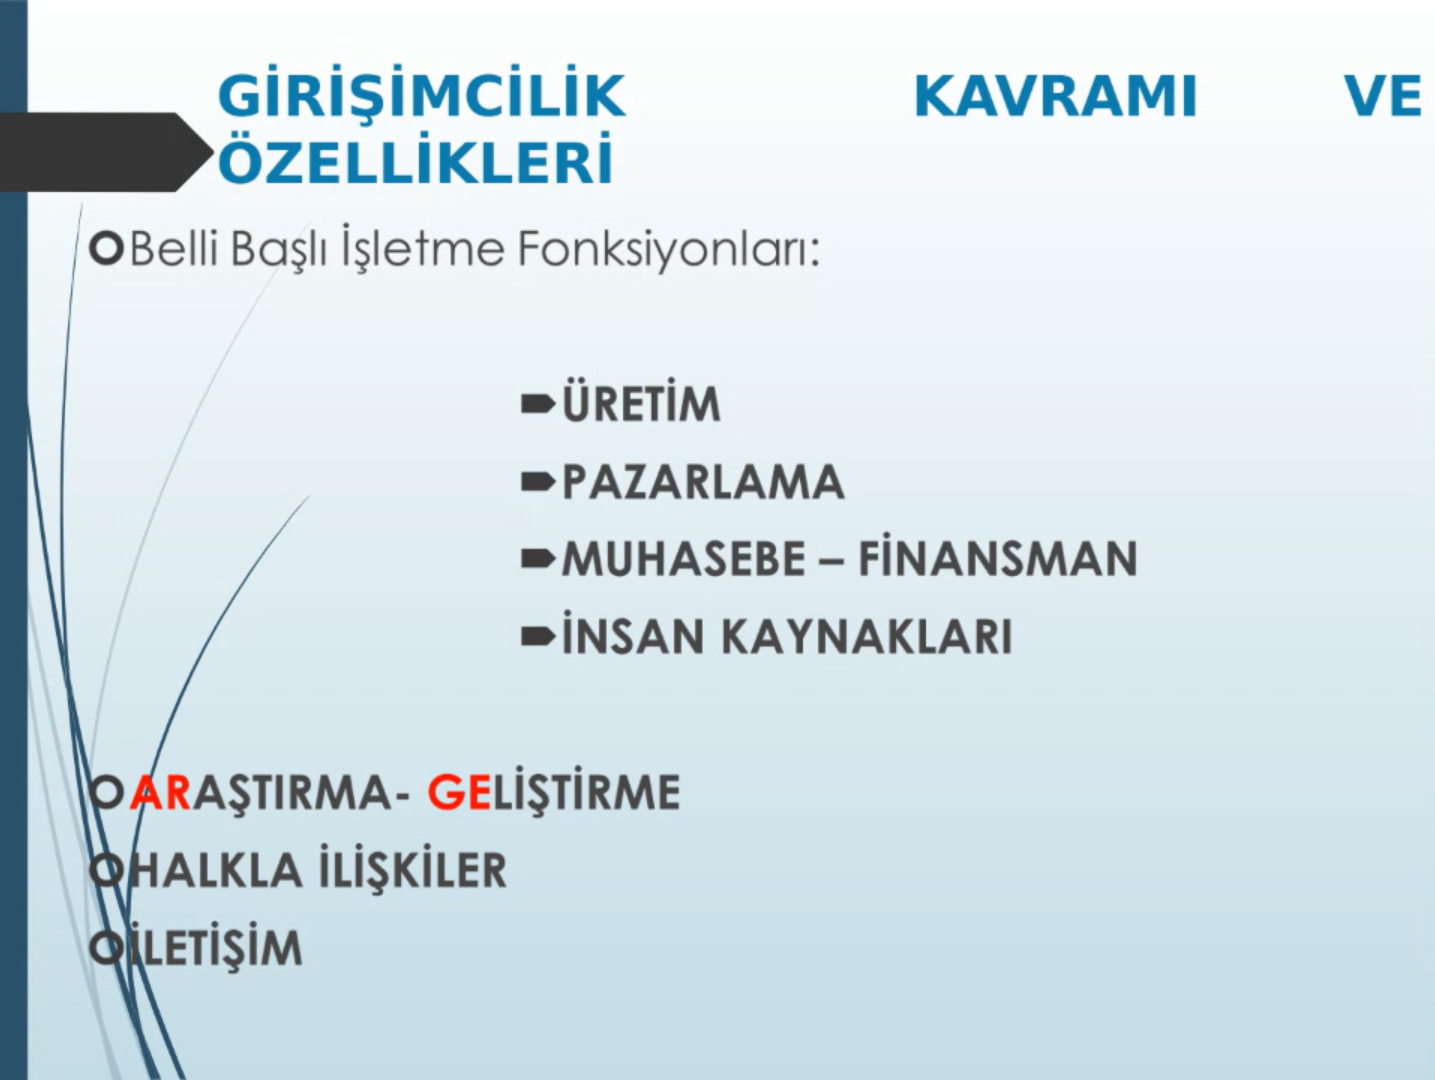 GİRİŞİMCİLİK KAVRAMI VE
ÖZELLİKLERİ
Belli Başlı İşletme Fonksiyonları:
ÜRETİM
PAZARLAMA
MUHASEBE – FİNANSMAN
İNSAN KAYNAKLARI
ARAŞTIRMA- GELİŞTİRME
HALKLA İLİŞKİLER
İLETİŞİM